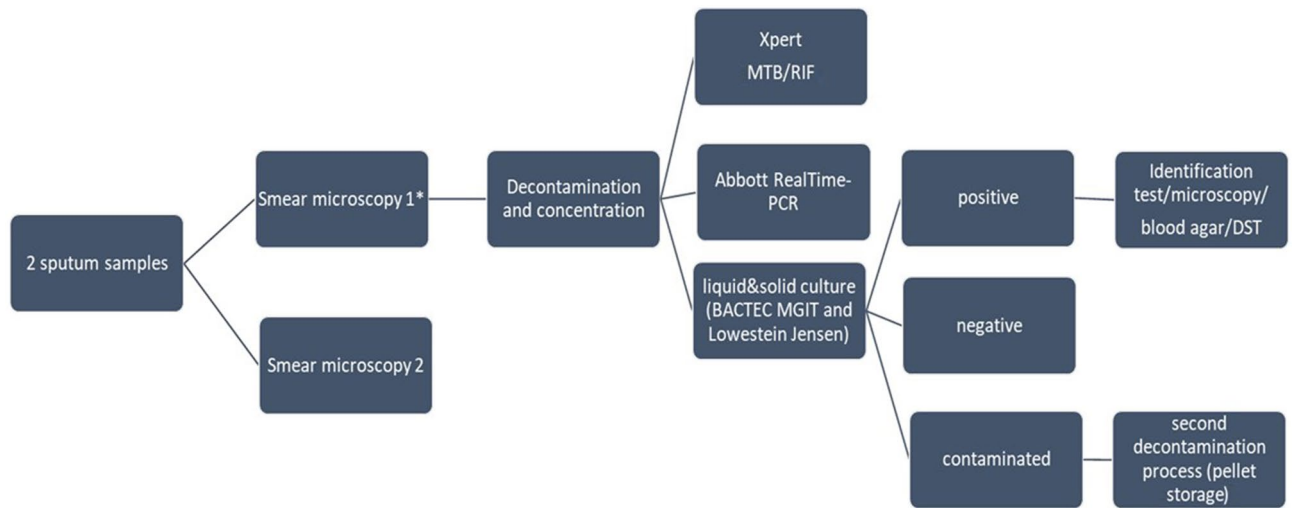 2 sputum samples
Smear microscopy 1*
Smear microscopy 2
Decontamination
and concentration
Xpert
MTB/RIF
Abbott RealTime-
PCR
liquid&solid culture
(BACTEC MGIT and
Lowestein Jensen)
positive
negative
contaminated
Identification
test/microscopy/
blood agar/DST
second
decontamination
process (pellet
storage)